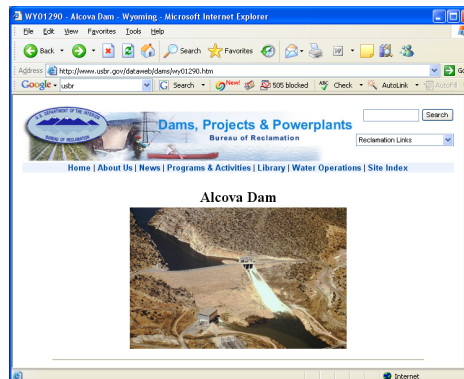 WY01290 - Alcova Dam - Wyoming - Microsoft Internet Explorer
File Edit View Favorites Tools Help
Back Search Favorites
Address http://www.usbr.gov/dataweb/dams/wy01290.htm Go
Google usbr Search New! 505 blocked Check AutoLink AutoFill
U.S. DEPARTMENT OF THE INTERIOR
BUREAU OF RECLAMATION
Dams, Projects & Powerplants
Bureau of Reclamation
Search
Reclamation Links
Home | About Us | News | Programs & Activities | Library | Water Operations | Site Index
Alcova Dam
Internet